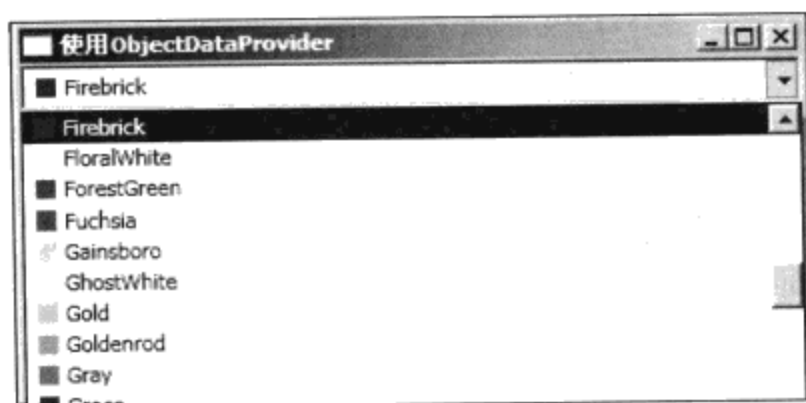 使用ObjectDataProvider
Firebrick
Firebrick
FloralWhite
ForestGreen
Fuchsia
Gainsboro
GhostWhite
Gold
Goldenrod
Gray